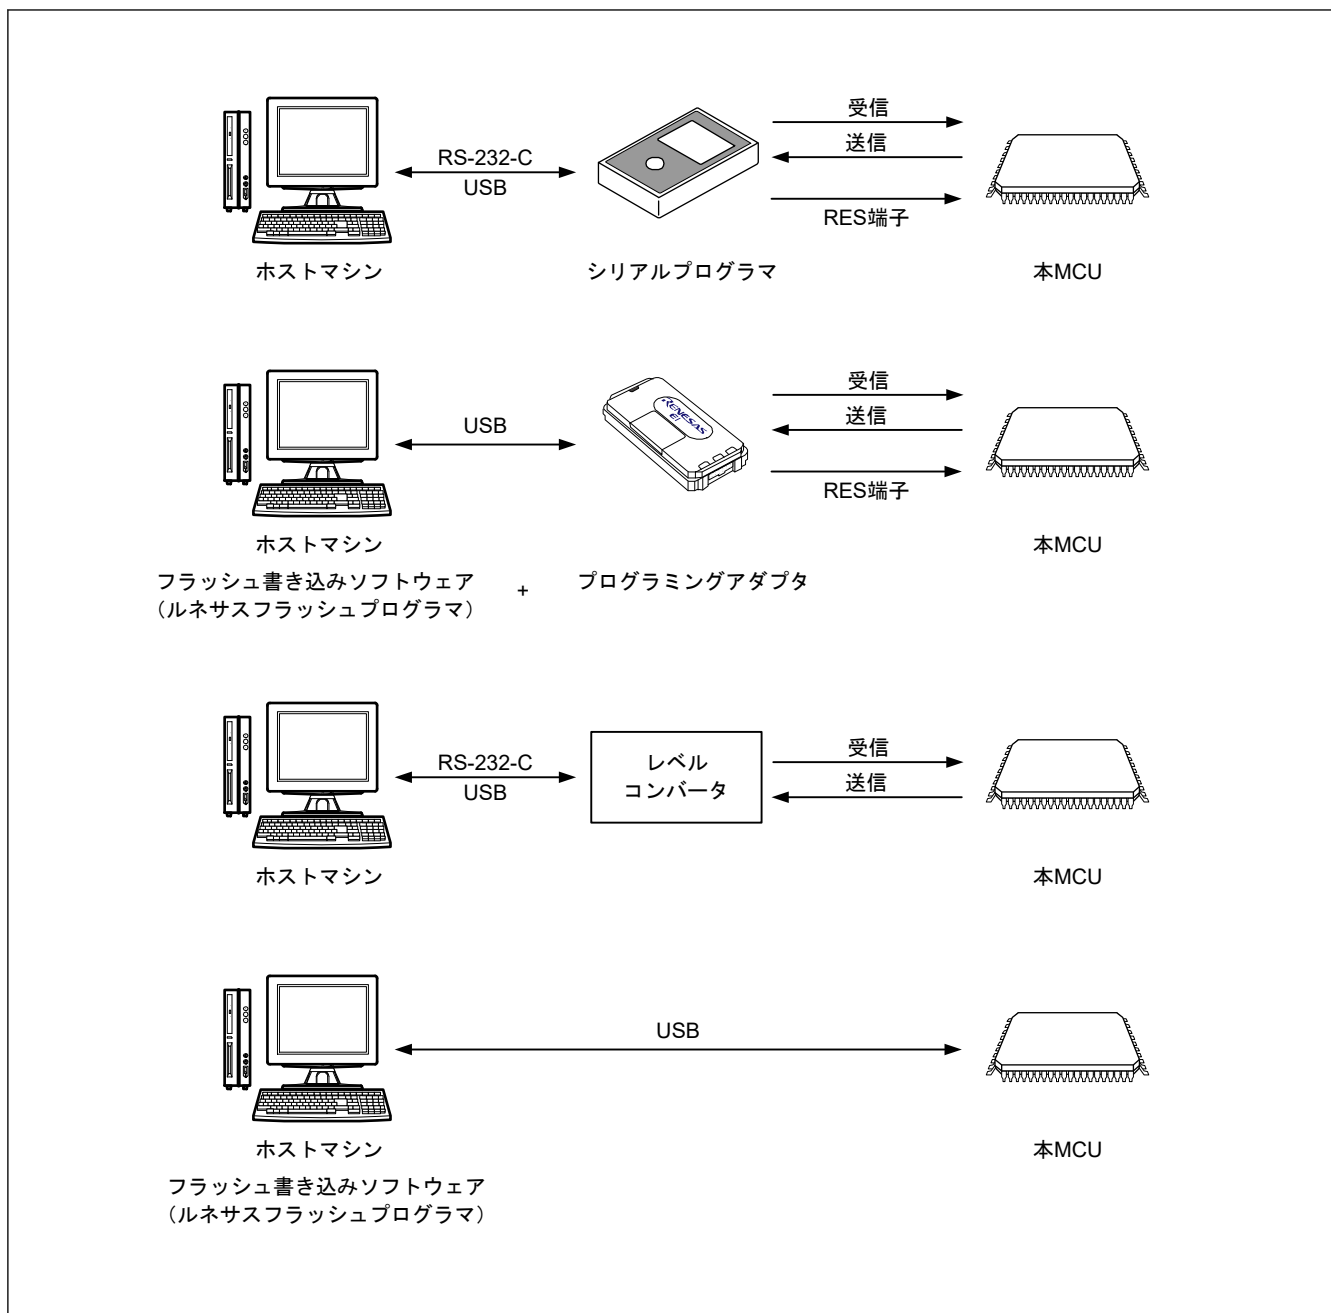 受信
RS-232-C
送信
USB
RES端子
ホストマシン
シリアルプログラマ
本MCU
受信
USB
送信
RENESAS
E1
RES端子
ホストマシン
本MCU
フラッシュ書き込みソフトウェア
(ルネサスフラッシュプログラマ)
+
プログラミングアダプタ
RS-232-C
USB
レベル
コンバータ
受信
送信
ホストマシン
本MCU
USB
ホストマシン
本MCU
フラッシュ書き込みソフトウェア
(ルネサスフラッシュプログラマ)